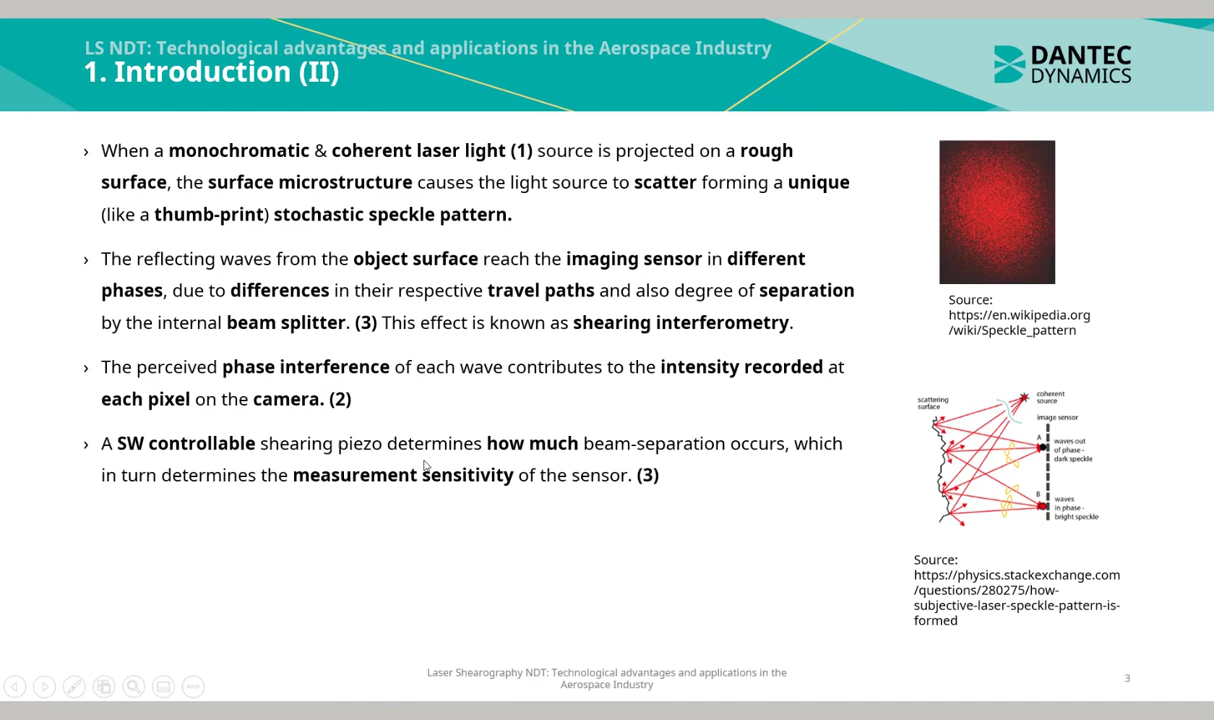 LS NDT: Technological advantages and applications in the Aerospace Industry
1. Introduction (II)
DANTEC
DYNAMICS
› When a monochromatic & coherent laser light (1) source is projected on a rough
surface, the surface microstructure causes the light source to scatter forming a unique
(like a thumb-print) stochastic speckle pattern.
› The reflecting waves from the object surface reach the imaging sensor in different
phases, due to differences in their respective travel paths and also degree of separation
by the internal beam splitter. (3) This effect is known as shearing interferometry.
› The perceived phase interference of each wave contributes to the intensity recorded at
each pixel on the camera. (2)
› A SW controllable shearing piezo determines how much beam-separation occurs, which
in turn determines the measurement sensitivity of the sensor. (3)
Source:
https://en.wikipedia.org
/wiki/Speckle_pattern
scattering
surface
coherent
source
image sensor
A
waves out
of phase -
dark speckle
B
waves
in phase -
bright speckle
Source:
https://physics.stackexchange.com
/questions/280275/how-
subjective-laser-speckle-pattern-is-
formed
Laser Shearography NDT: Technological advantages and applications in the
Aerospace Industry
3